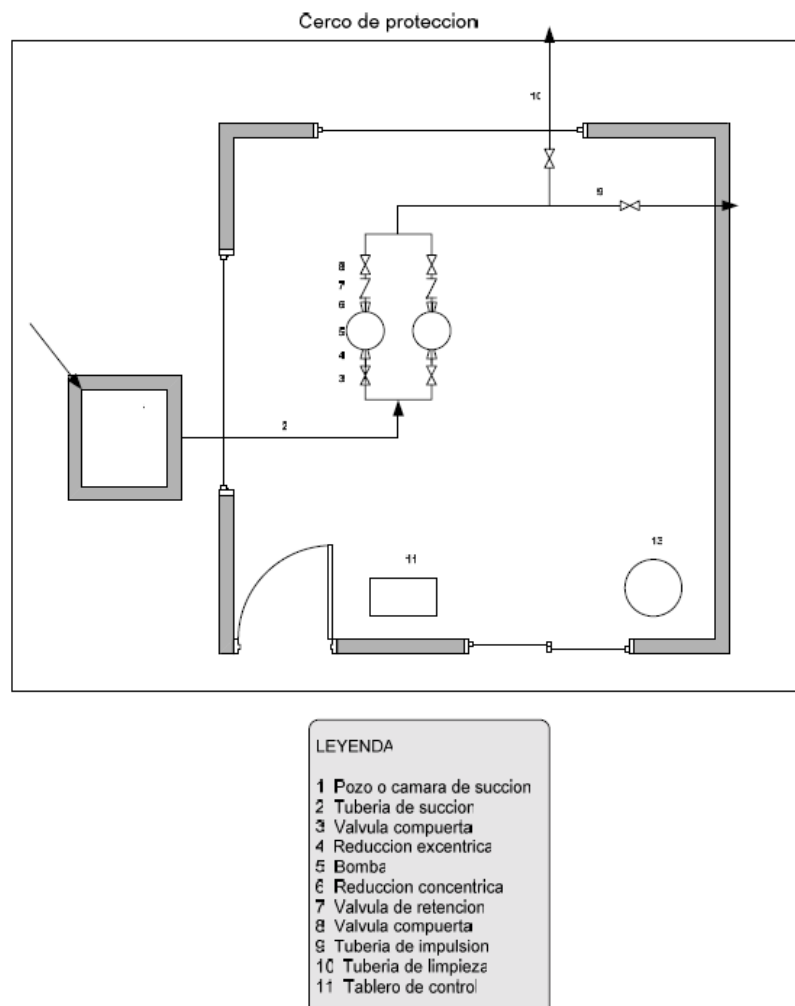 Cerco de proteccion
10
9
8
7
6
5
4
3
2
11
13
LEYENDA
1 Pozo o camara de succion
2 Tuberia de succion
3 Valvula compuerta
4 Reduccion excentrica
5 Bomba
6 Reduccion concentrica
7 Valvula de retencion
8 Valvula compuerta
9 Tuberia de impulsion
10 Tuberia de limpieza
11 Tablero de control